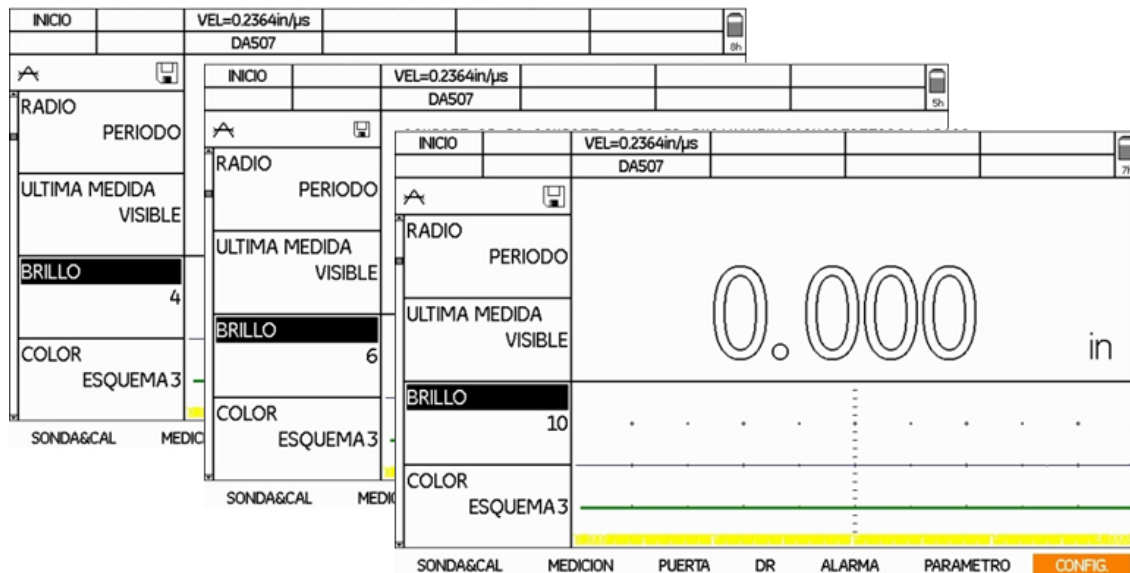 INICIO VEL=0.2364in/µs
DA507
8h
RADIO
PERIODO
ULTIMA MEDIDA
VISIBLE
BRILLO
4
COLOR
ESQUEMA3
SONDA&CAL
INICIO VEL=0.2364in/µs
DA507
5h
RADIO
PERIODO
ULTIMA MEDIDA
VISIBLE
BRILLO
6
COLOR
ESQUEMA3
SONDA&CAL
INICIO VEL=0.2364in/µs
DA507
7h
RADIO
PERIODO
ULTIMA MEDIDA
VISIBLE
0.000 in
BRILLO
10
COLOR
ESQUEMA3
SONDA&CAL MEDICION PUERTA DR ALARMA PARAMETRO CONFIG.